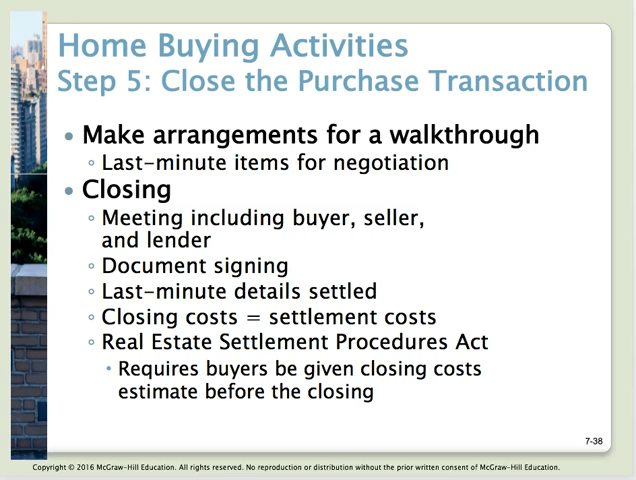 Home Buying Activities
Step 5: Close the Purchase Transaction
• Make arrangements for a walkthrough
◦ Last-minute items for negotiation
• Closing
◦ Meeting including buyer, seller,
and lender
◦ Document signing
◦ Last-minute details settled
◦ Closing costs = settlement costs
◦ Real Estate Settlement Procedures Act
• Requires buyers be given closing costs
estimate before the closing
7-38
Copyright © 2016 McGraw-Hill Education. All rights reserved. No reproduction or distribution without the prior written consent of McGraw-Hill Education.